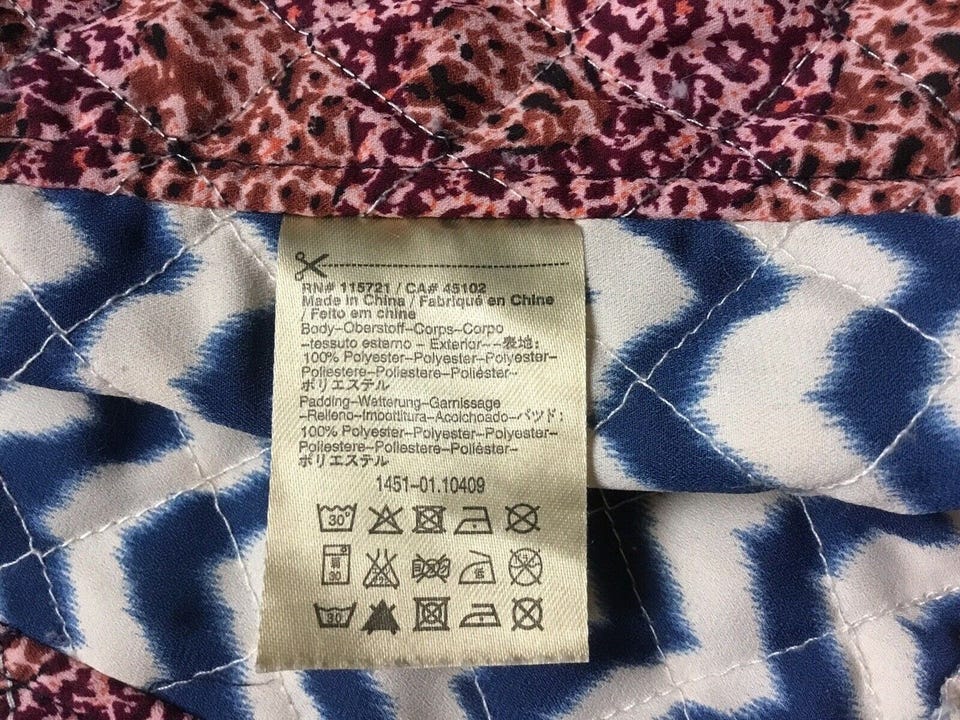 RN# 115721 / CA# 45102
Made in China / Fabriqué en Chine
/ Feito em chine
Body-Oberstoff-Corps-Corpo
-tessuto esterno - Exterior--表地:
100% Polyester-Polyester-Polyester-
Poliestere-Poliestere-Poliéster-
ポリエステル
Padding-Watterung-Garnissage
-Relleno-Imbottitura-Acolchoado-パッド:
100% Polyester-Polyester-Polyester-
Poliestere-Poliestere-Poliéster-
ポリエステル
1451-01.10409
30°
30
30